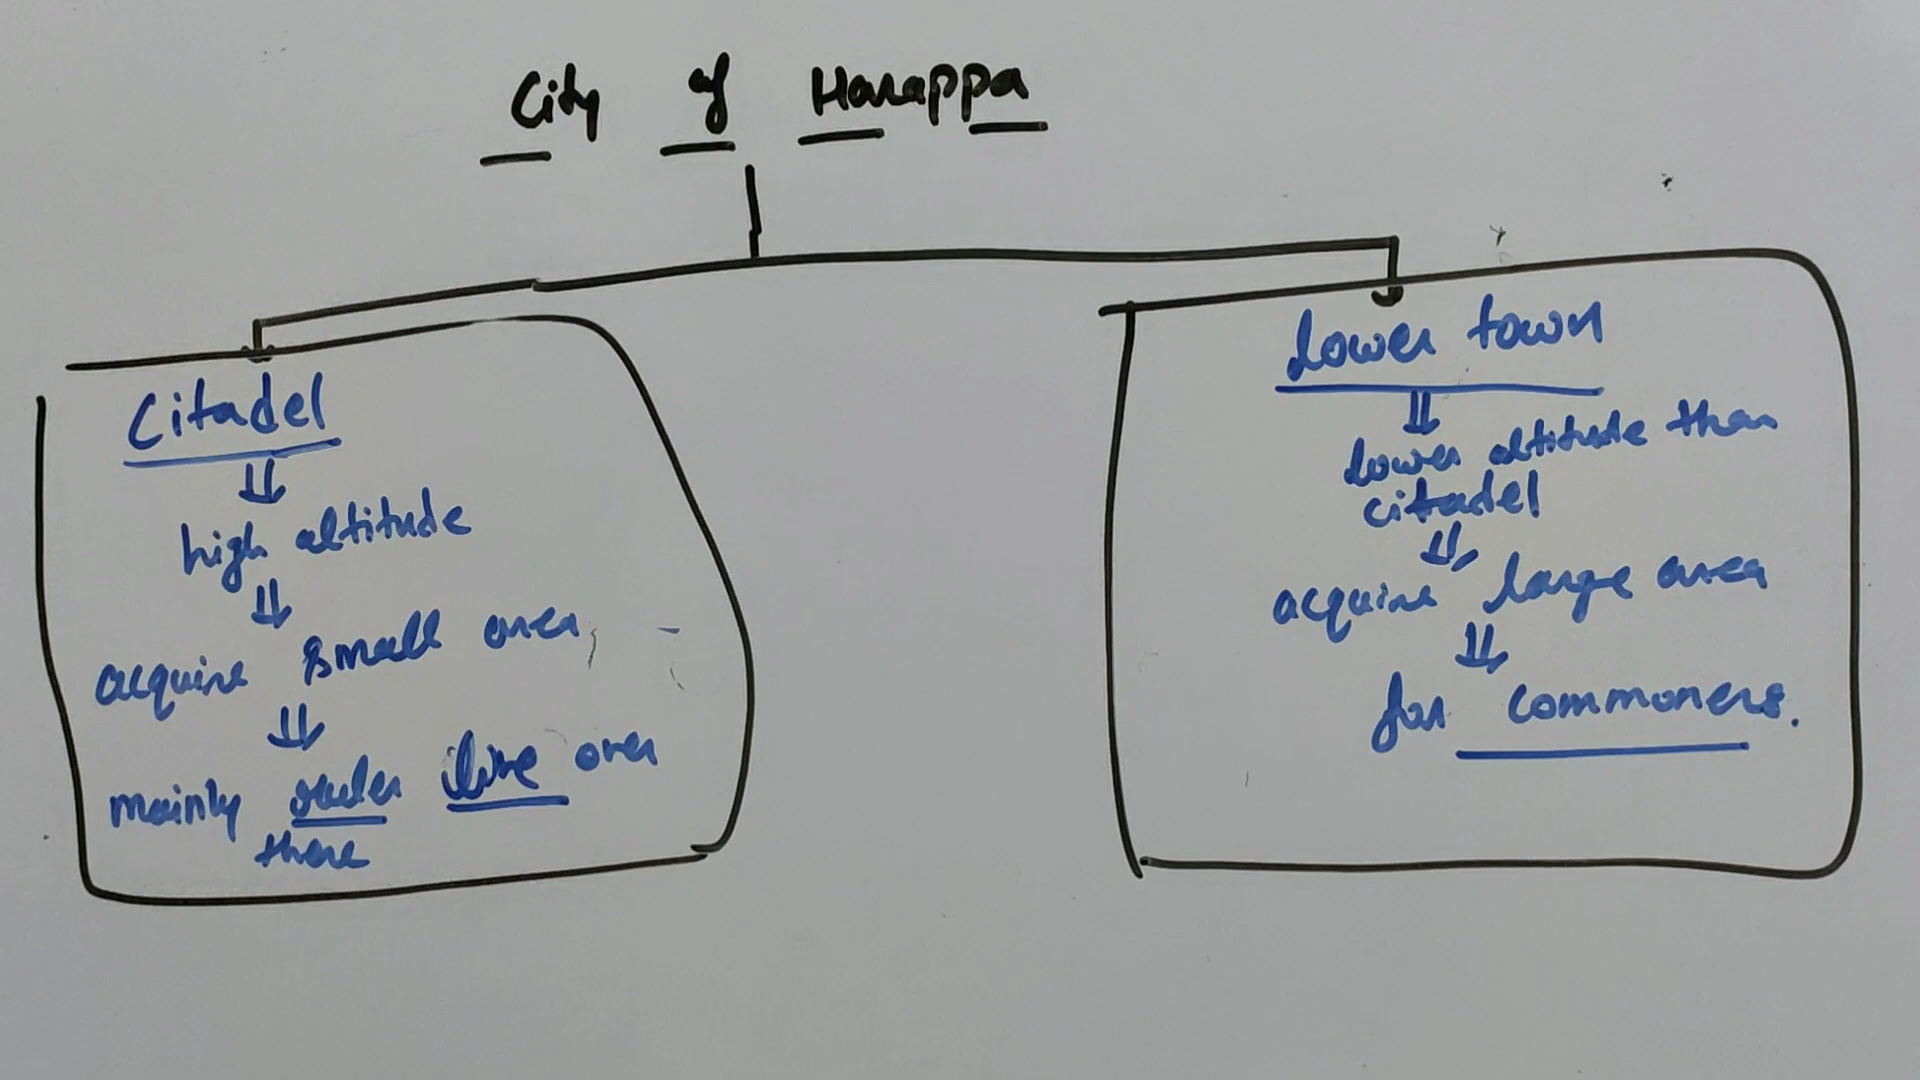 City of Harappa
Citadel
high altitude
acquire small area
mainly ruler live over
there
Lower town
Lower altitude than
citadel
acquire large area
for commoners.